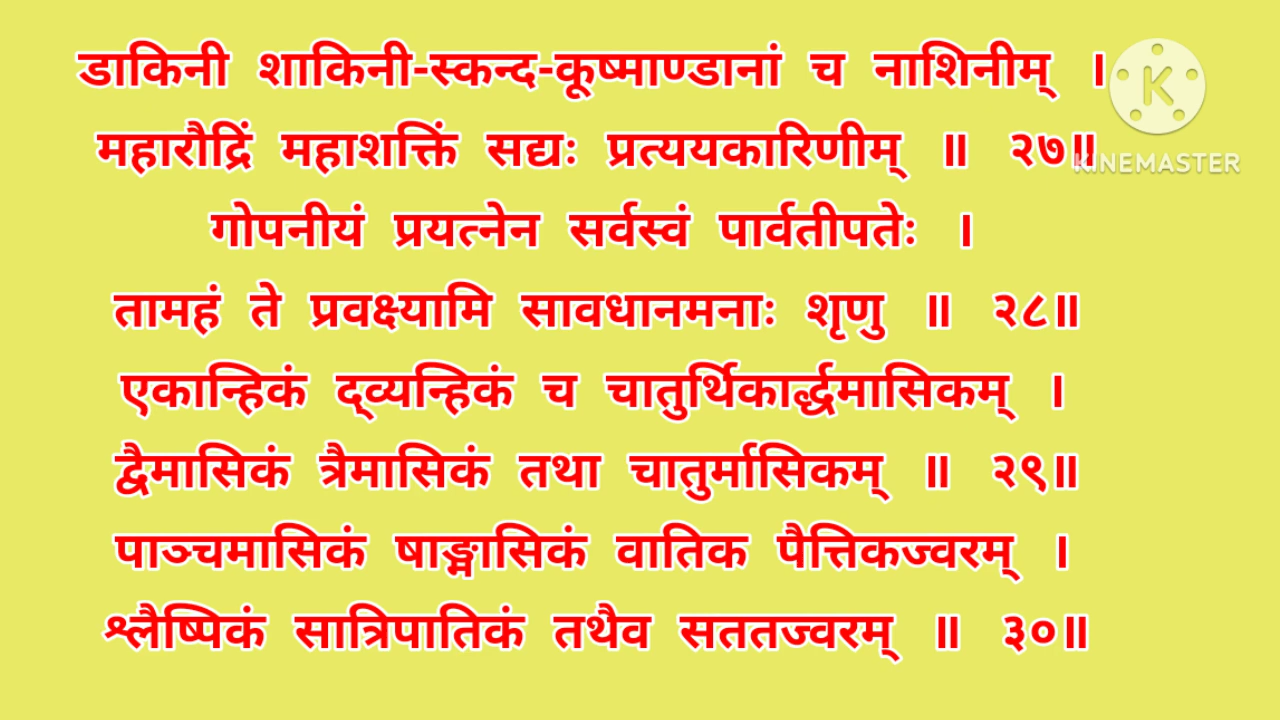 डाकिनी शाकिनी-स्कन्द-कूष्माण्डानां च नाशिनीम् ।
महारौद्रिं महाशक्तिं सद्यः प्रत्ययकारिणीम् ॥ २७॥
गोपनीयं प्रयत्नेन सर्वस्वं पार्वतीपतेः ।
तामहं ते प्रवक्ष्यामि सावधानमनाः शृणु ॥ २८॥
एकान्हिकं द्व्यन्हिकं च चातुर्थिकार्द्धमासिकम् ।
द्वैमासिकं त्रैमासिकं तथा चातुर्मासिकम् ॥ २९॥
पाञ्चमासिकं षाङ्मासिकं वातिक पैत्तिकज्वरम् ।
श्लैष्पिकं सात्रिपातिकं तथैव सततज्वरम् ॥ ३०॥
K
KINEMASTER